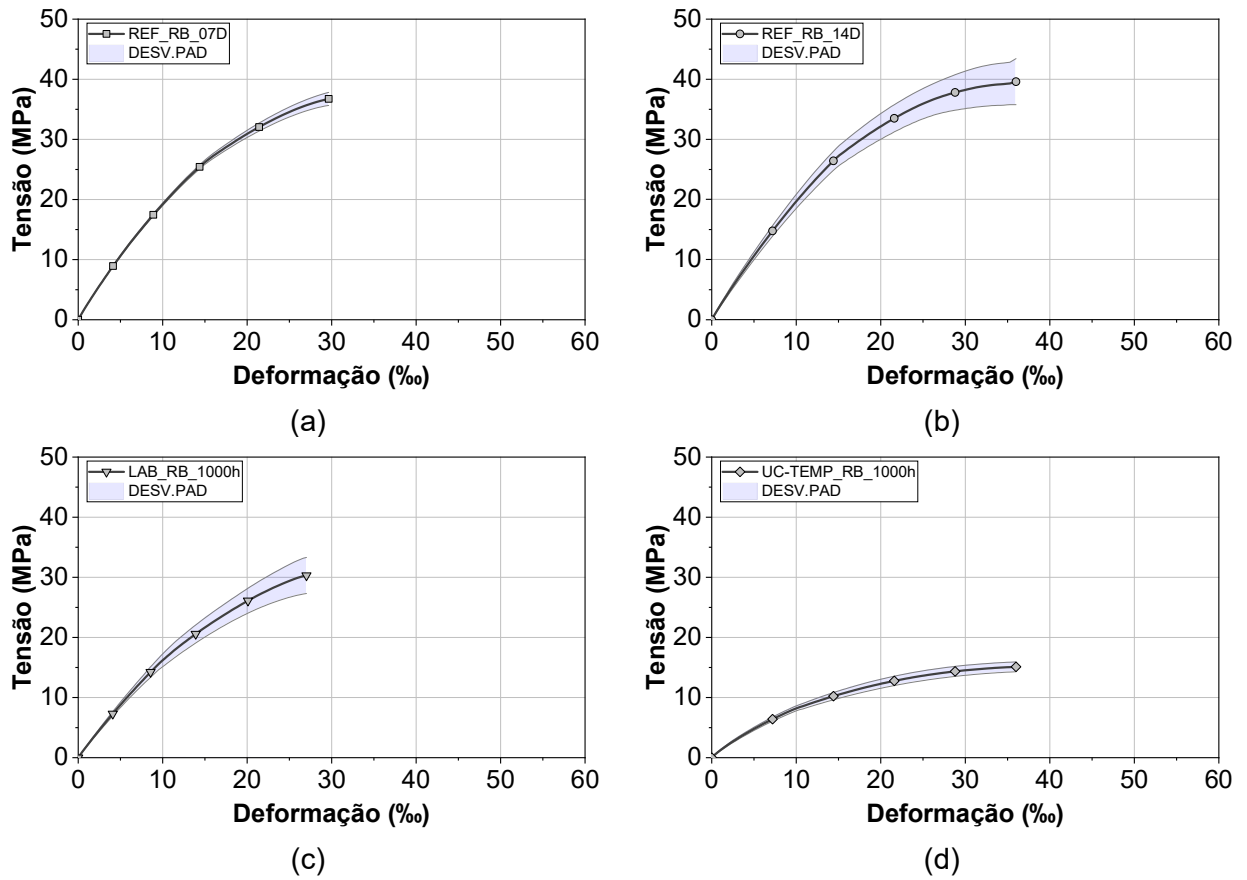 50
40
30
20
10
0
Tensão (MPa)
REF_RB_07D
DESV.PAD
0 10 20 30 40 50 60
Deformação (‰)
(a)
50
40
30
20
10
0
Tensão (MPa)
REF_RB_14D
DESV.PAD
0 10 20 30 40 50 60
Deformação (‰)
(b)
50
40
30
20
10
0
Tensão (MPa)
LAB_RB_1000h
DESV.PAD
0 10 20 30 40 50 60
Deformação (‰)
(c)
50
40
30
20
10
0
Tensão (MPa)
UC-TEMP_RB_1000h
DESV.PAD
0 10 20 30 40 50 60
Deformação (‰)
(d)